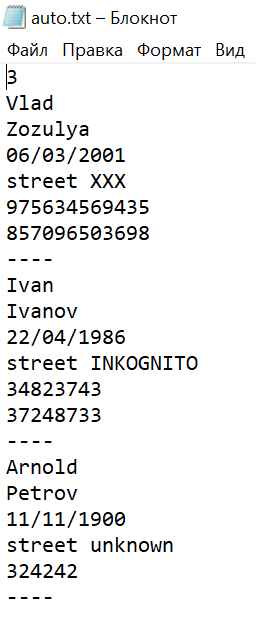 auto.txt – Блокнот
Файл Правка Формат Вид
3
Vlad
Zozulya
06/03/2001
street XXX
975634569435
857096503698
----
Ivan
Ivanov
22/04/1986
street INKOGNITO
34823743
37248733
----
Arnold
Petrov
11/11/1900
street unknown
324242
----